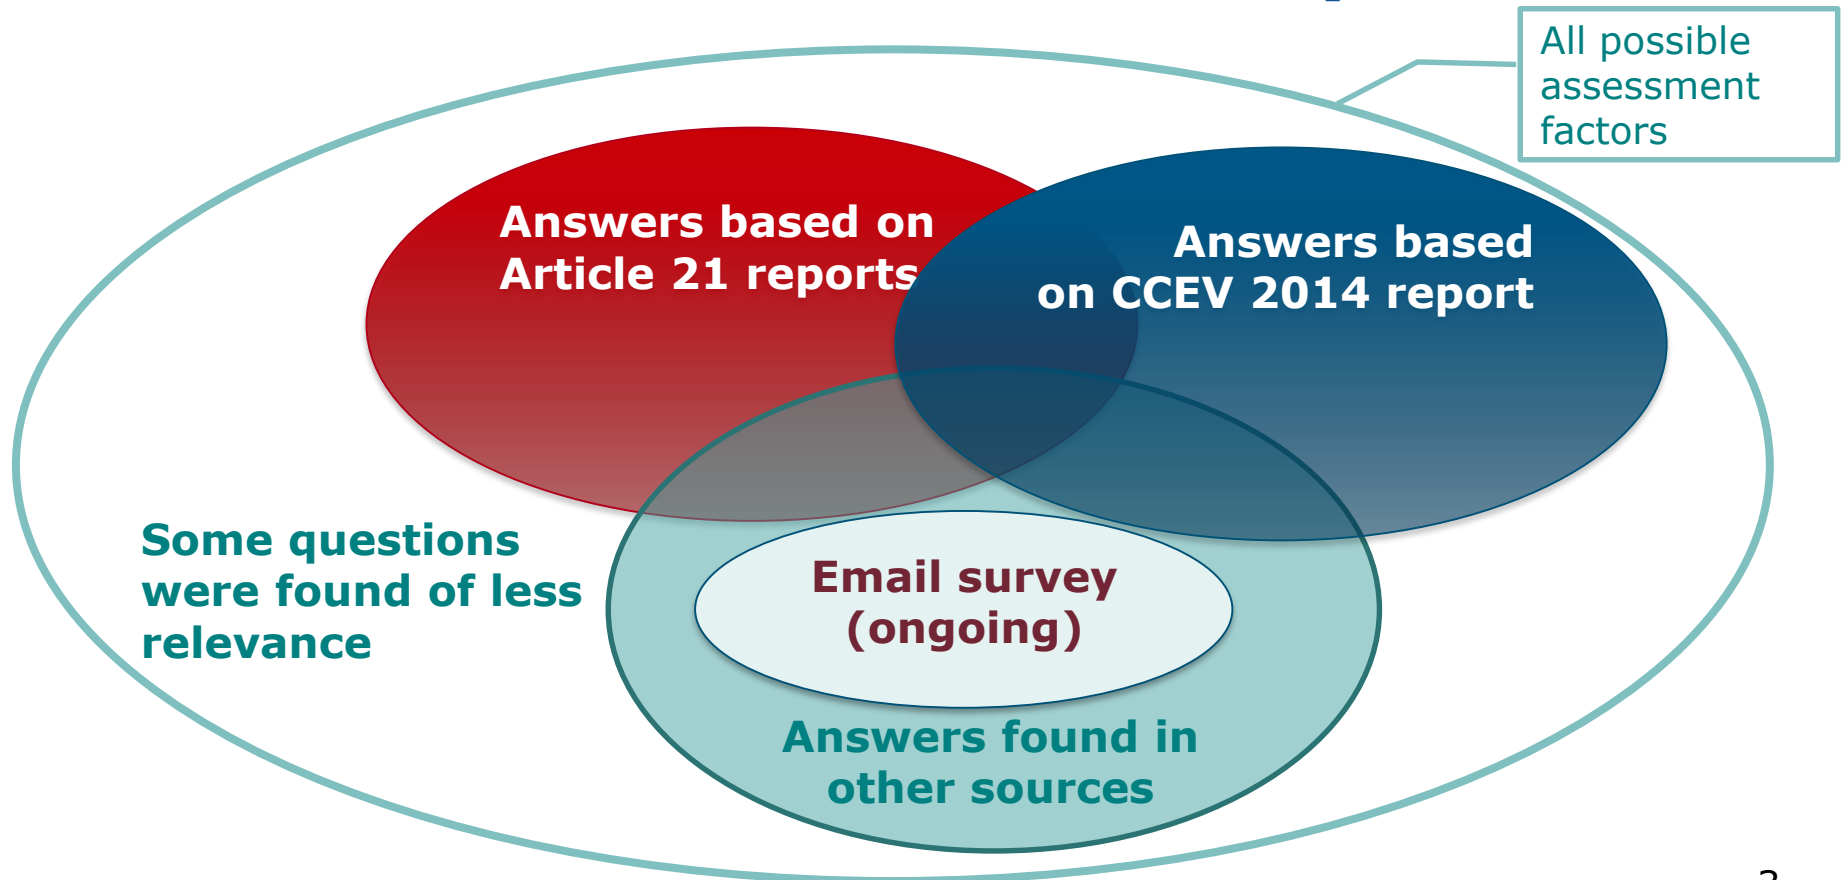 All possible
assessment
factors
Answers based on
Article 21 reports
Answers based
on CCEV 2014 report
Some questions
were found of less
relevance
Email survey
(ongoing)
Answers found in
other sources